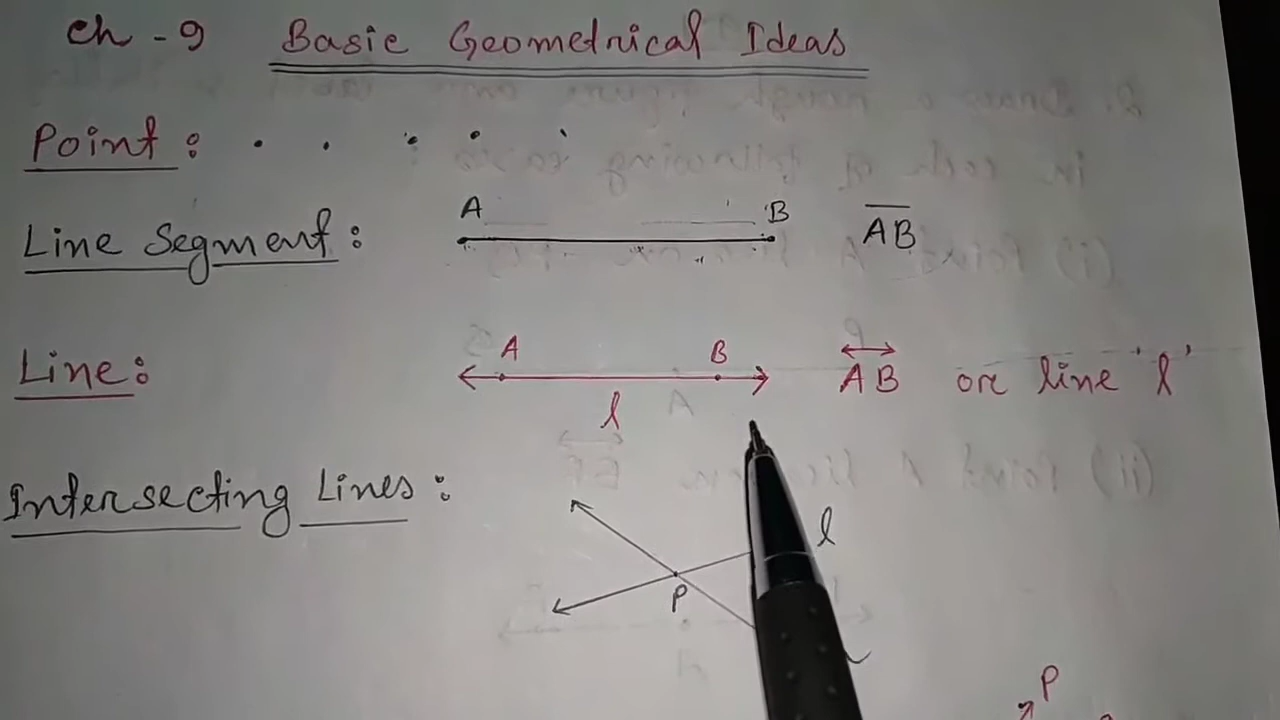 Ch - 9 Basic Geometrical Ideas
Point :
A B
Line Segment : AB
A B
Line : AB or line 'l'
l
Intersecting Lines :
l
P
P